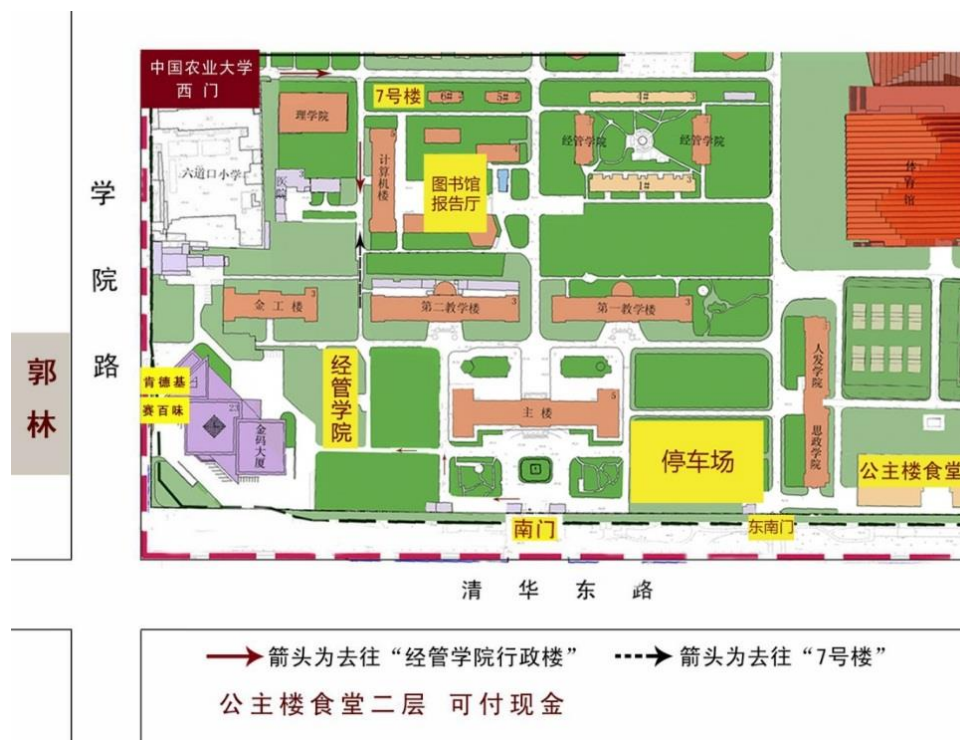 中国农业大学
西门
7号楼
6#
5#
4#
理学院
经管学院
经管学院
计算机楼
图书馆
报告厅
六道口小学
体育馆
1#
学院路
金工楼
3
第二教学楼
3
第一教学楼
3
郭林
肯德基
赛百味
经管学院
人发学院
主楼
5
23
金码大厦
停车场
思政学院
公主楼食堂
南门
东南门
清华东路
箭头为去往“经管学院行政楼”
箭头为去往“7号楼”
公主楼食堂二层 可付现金